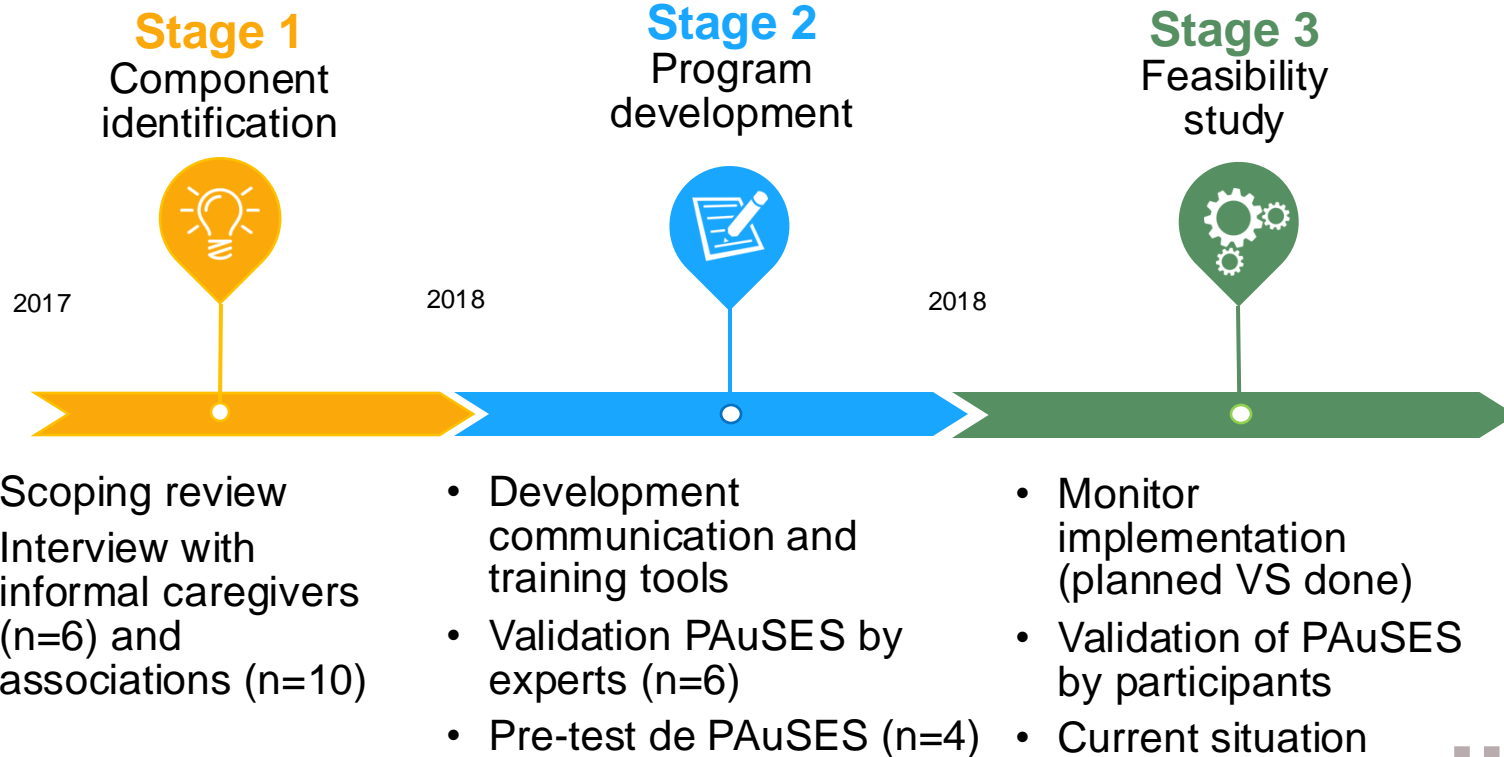 Stage 1
Component
identification
Stage 2
Program
development
Stage 3
Feasibility
study
2017
2018
2018
Scoping review
Interview with
informal caregivers
(n=6) and
associations (n=10)
• Development
communication and
training tools
• Validation PAuSES by
experts (n=6)
• Pre-test de PAuSES (n=4)
• Monitor
implementation
(planned VS done)
• Validation of PAuSES
by participants
• Current situation